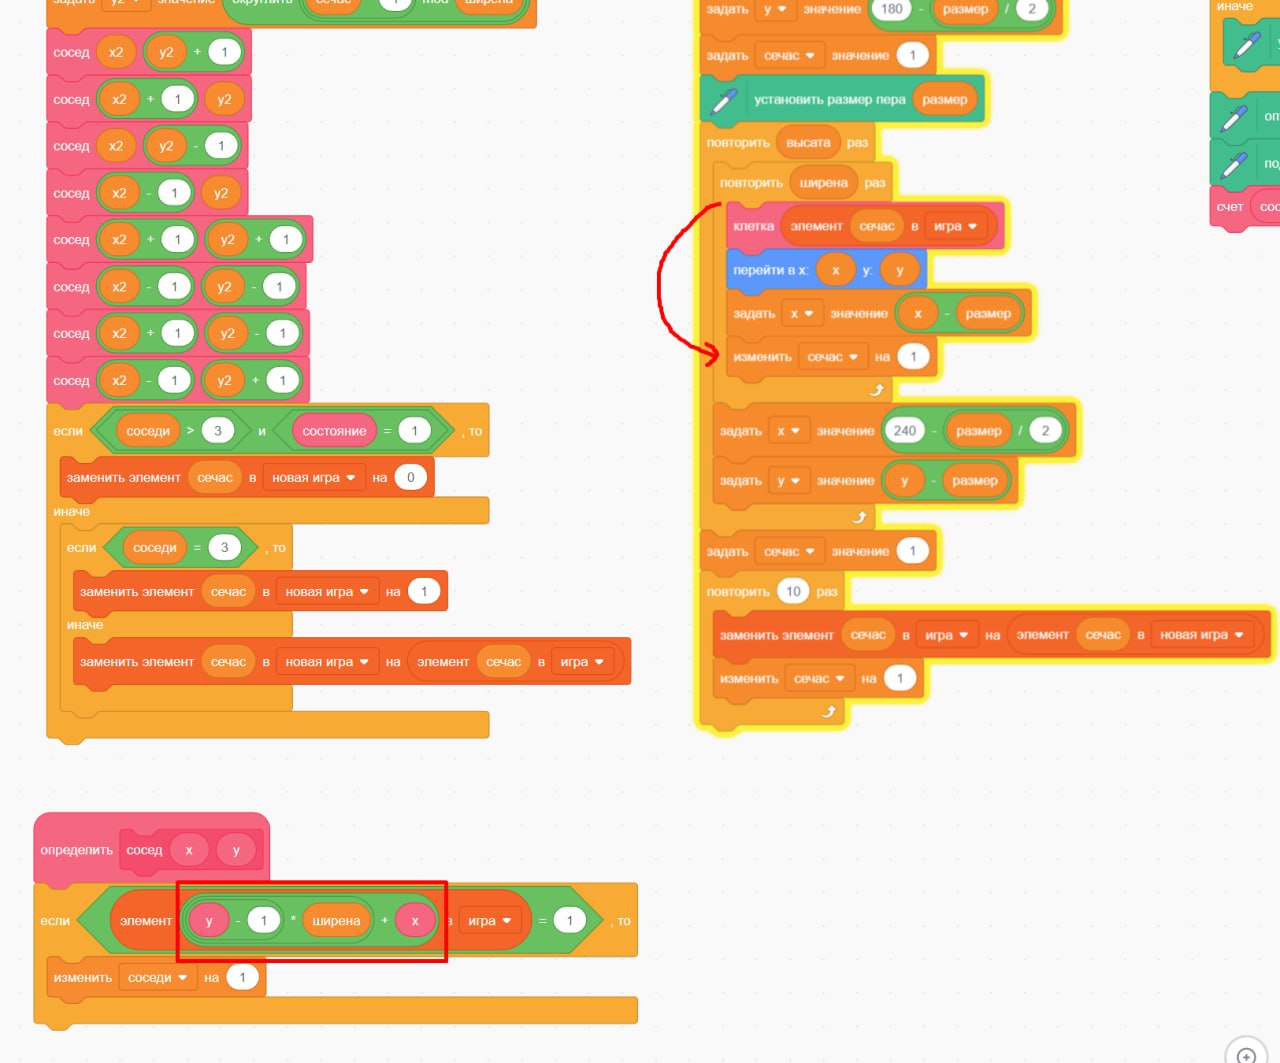 задать y2 значение округлить сечас - 1 mod ширена
сосед x2 y2 + 1
сосед x2 + 1 y2
сосед x2 y2 - 1
сосед x2 - 1 y2
сосед x2 + 1 y2 + 1
сосед x2 - 1 y2 - 1
сосед x2 + 1 y2 - 1
сосед x2 - 1 y2 + 1
если соседи > 3 и состояние = 1 , то
заменить элемент сечас в новая игра на 0
иначе
если соседи = 3 , то
заменить элемент сечас в новая игра на 1
иначе
заменить элемент сечас в новая игра на элемент сечас в игра
определить сосед x y
если элемент y - 1 * ширена + x в игра = 1 , то
изменить соседи на 1
задать y значение 180 - размер / 2
задать сечас значение 1
установить размер пера размер
повторить высата раз
повторить ширена раз
клетка элемент сечас в игра
перейти в x: x y: y
задать x значение x - размер
изменить сечас на 1
задать x значение 240 - размер / 2
задать y значение y - размер
задать сечас значение 1
повторить 10 раз
заменить элемент сечас в игра на элемент сечас в новая игра
изменить сечас на 1
иначе
счет